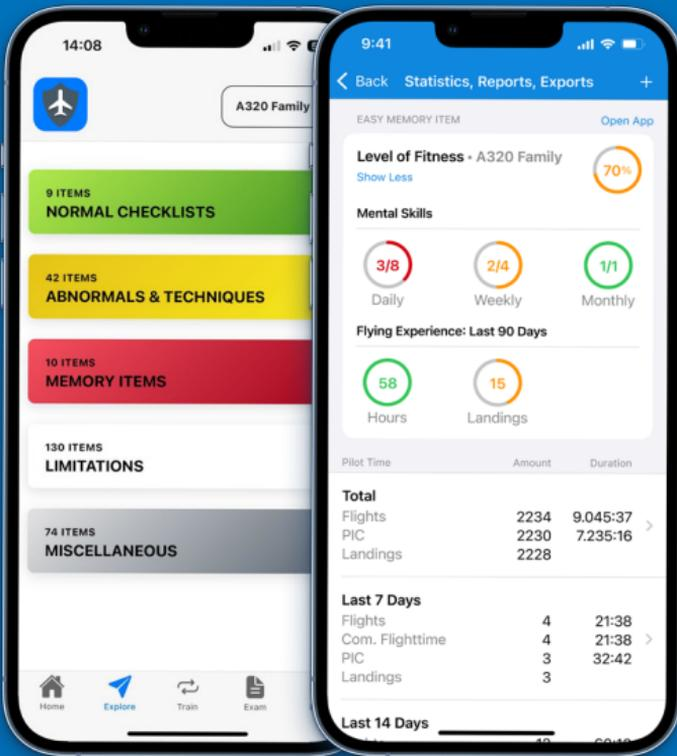 14:08
A320 Family
9 ITEMS
NORMAL CHECKLISTS
42 ITEMS
ABNORMALS & TECHNIQUES
10 ITEMS
MEMORY ITEMS
130 ITEMS
LIMITATIONS
74 ITEMS
MISCELLANEOUS
Home Explore Train Exam
9:41
Back Statistics, Reports, Exports +
EASY MEMORY ITEM Open App
Level of Fitness • A320 Family 70%
Show Less
Mental Skills
3/8 2/4 1/1
Daily Weekly Monthly
Flying Experience: Last 90 Days
58 15
Hours Landings
Pilot Time Amount Duration
Total
Flights 2234 9.045:37
PIC 2230 7.235:16
Landings 2228
Last 7 Days
Flights 4 21:38
Com. Flighttime 4 21:38
PIC 3 32:42
Landings 3
Last 14 Days